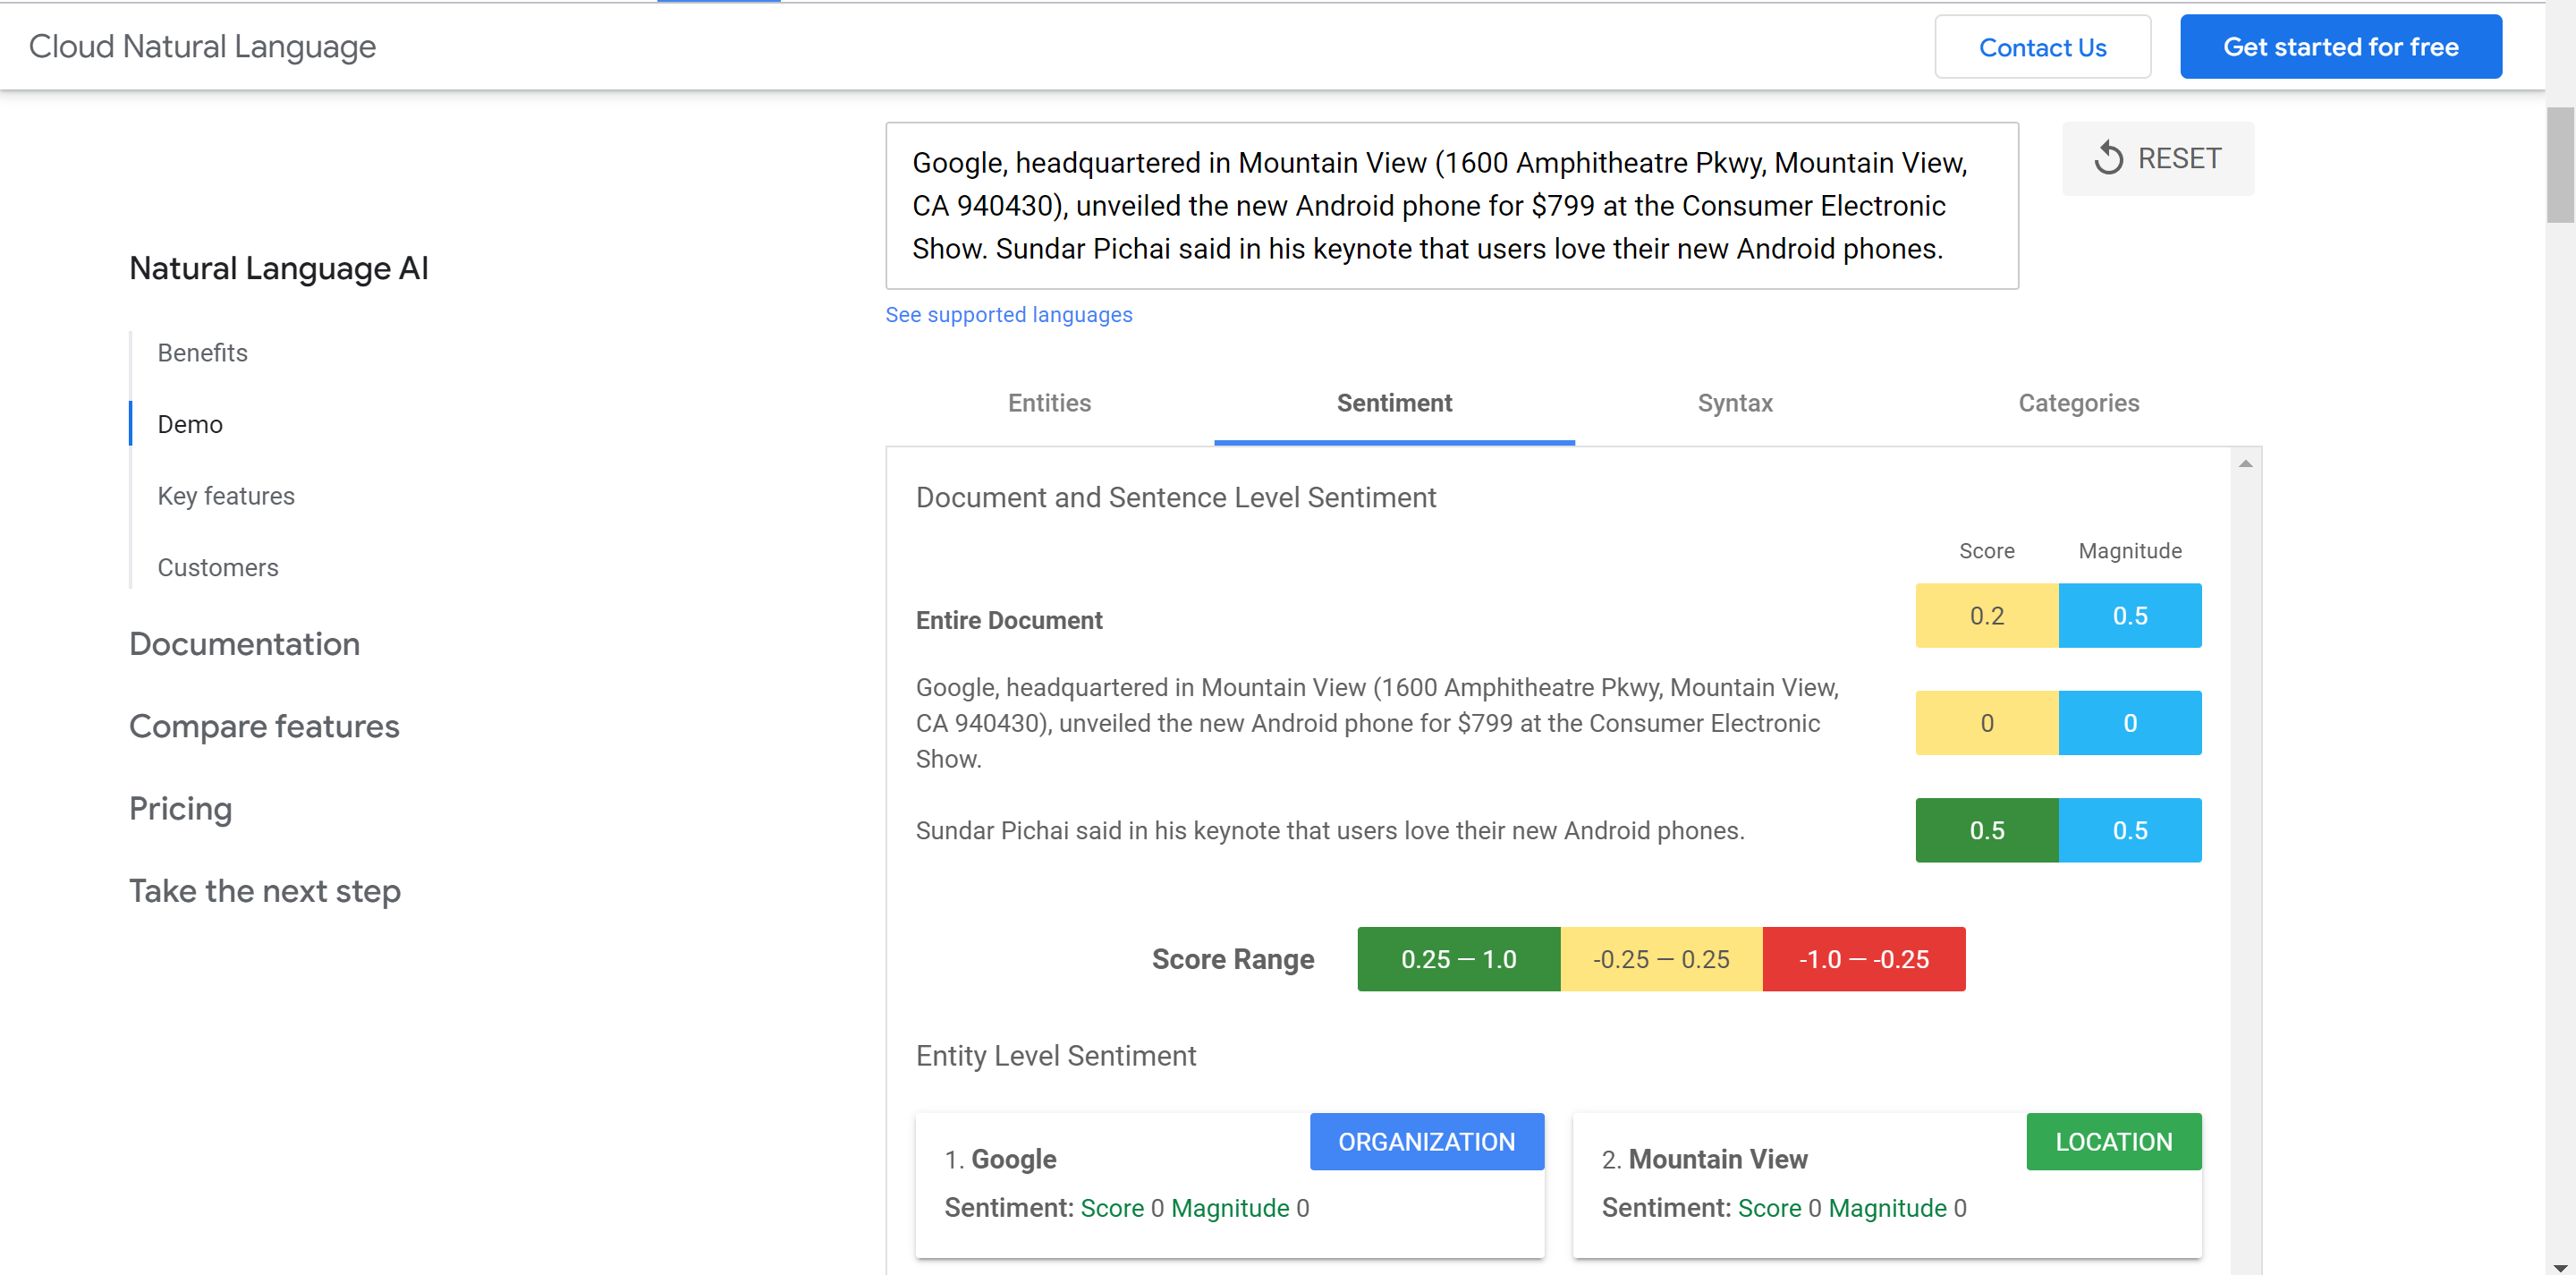 Cloud Natural Language
Contact Us
Get started for free
Google, headquartered in Mountain View (1600 Amphitheatre Pkwy, Mountain View,
CA 940430), unveiled the new Android phone for $799 at the Consumer Electronic
Show. Sundar Pichai said in his keynote that users love their new Android phones.
RESET
See supported languages
Natural Language AI
Benefits
Demo
Key features
Customers
Documentation
Compare features
Pricing
Take the next step
Entities
Sentiment
Syntax
Categories
Document and Sentence Level Sentiment
Score
Magnitude
Entire Document
0.2
0.5
Google, headquartered in Mountain View (1600 Amphitheatre Pkwy, Mountain View,
CA 940430), unveiled the new Android phone for $799 at the Consumer Electronic
Show.
0
0
Sundar Pichai said in his keynote that users love their new Android phones.
0.5
0.5
Score Range
0.25 — 1.0
-0.25 — 0.25
-1.0 — -0.25
Entity Level Sentiment
1. Google
ORGANIZATION
Sentiment: Score 0 Magnitude 0
2. Mountain View
LOCATION
Sentiment: Score 0 Magnitude 0